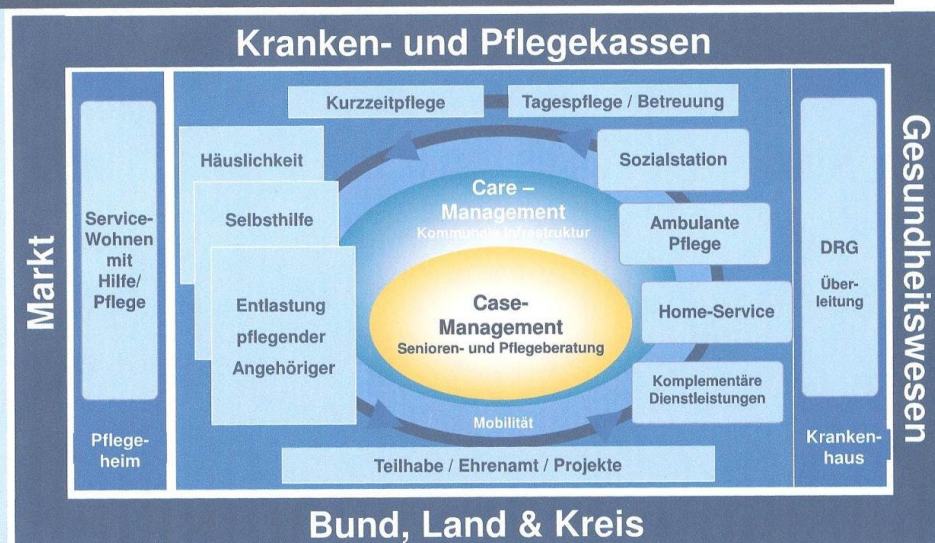 Kranken- und Pflegekassen
Markt
Gesundheitswesen
Bund, Land & Kreis
Service-
Wohnen
mit
Hilfe/
Pflege
Pflege-
heim
Kurzzeitpflege
Tagespflege / Betreuung
Häuslichkeit
Selbsthilfe
Entlastung
pflegender
Angehöriger
Care –
Management
Kommunale Infrastruktur
Case-
Management
Senioren- und Pflegeberatung
Mobilität
Sozialstation
Ambulante
Pflege
Home-Service
Komplementäre
Dienstleistungen
Teilhabe / Ehrenamt / Projekte
DRG
Über-
leitung
Kranken-
haus